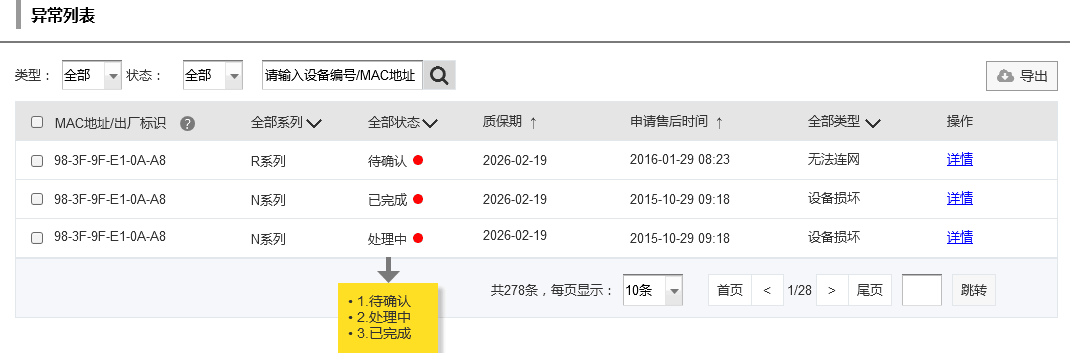 异常列表
类型： 全部 状态： 全部 请输入设备编号/MAC地址 导出
MAC地址/出厂标识 ? 全部系列 全部状态 质保期 ↑ 申请售后时间 ↑ 全部类型 操作
98-3F-9F-E1-0A-A8 R系列 待确认 2026-02-19 2016-01-29 08:23 无法连网 详情
98-3F-9F-E1-0A-A8 N系列 已完成 2026-02-19 2015-10-29 09:18 设备损坏 详情
98-3F-9F-E1-0A-A8 N系列 处理中 2026-02-19 2015-10-29 09:18 设备损坏 详情
共278条，每页显示： 10条 首页 < 1/28 > 尾页 跳转
• 1.待确认
• 2.处理中
• 3.已完成